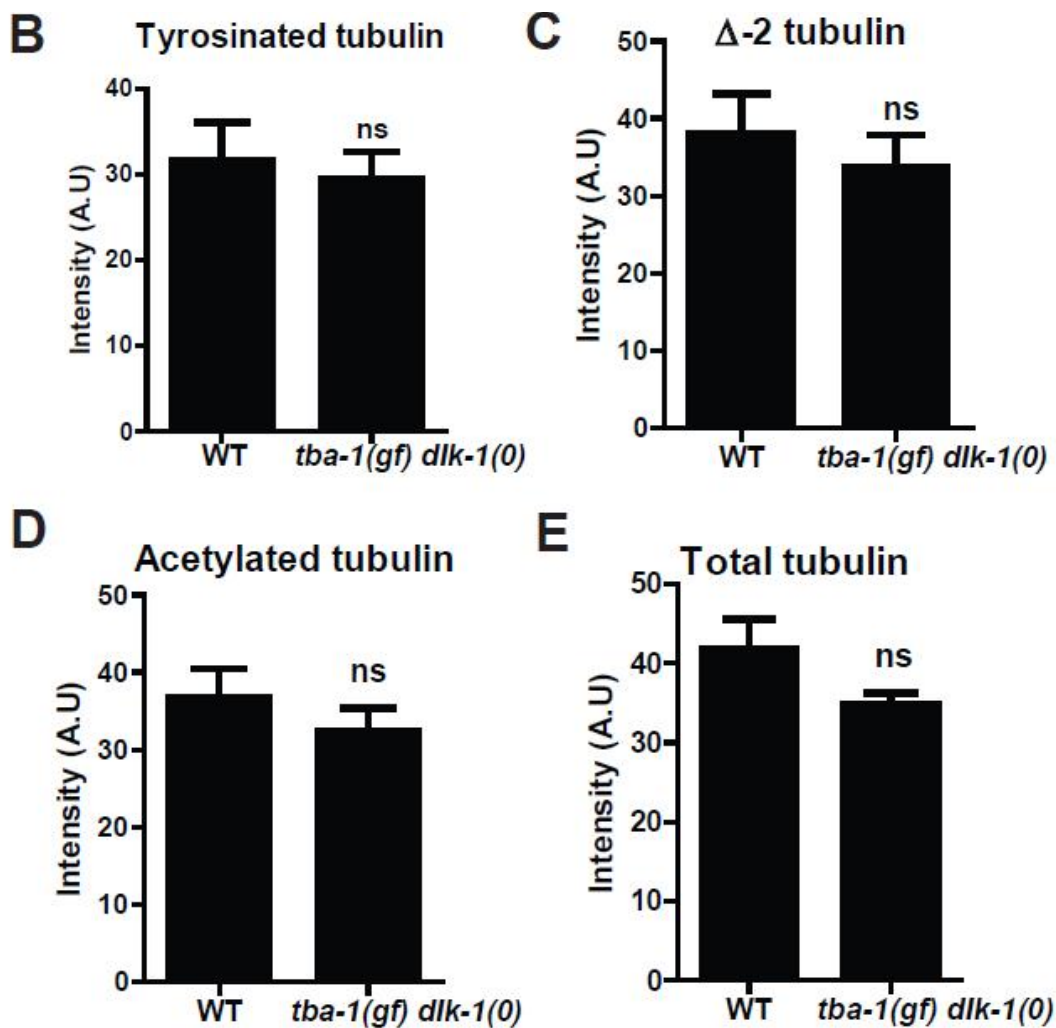 B
Tyrosinated tubulin
Intensity (A.U)
40
30
20
10
0
ns
WT
tba-1(gf) dlk-1(0)
C
Δ-2 tubulin
Intensity (A.U)
50
40
30
20
10
0
ns
WT
tba-1(gf) dlk-1(0)
D
Acetylated tubulin
Intensity (A.U)
50
40
30
20
10
0
ns
WT
tba-1(gf) dlk-1(0)
E
Total tubulin
Intensity (A.U)
50
40
30
20
10
0
ns
WT
tba-1(gf) dlk-1(0)